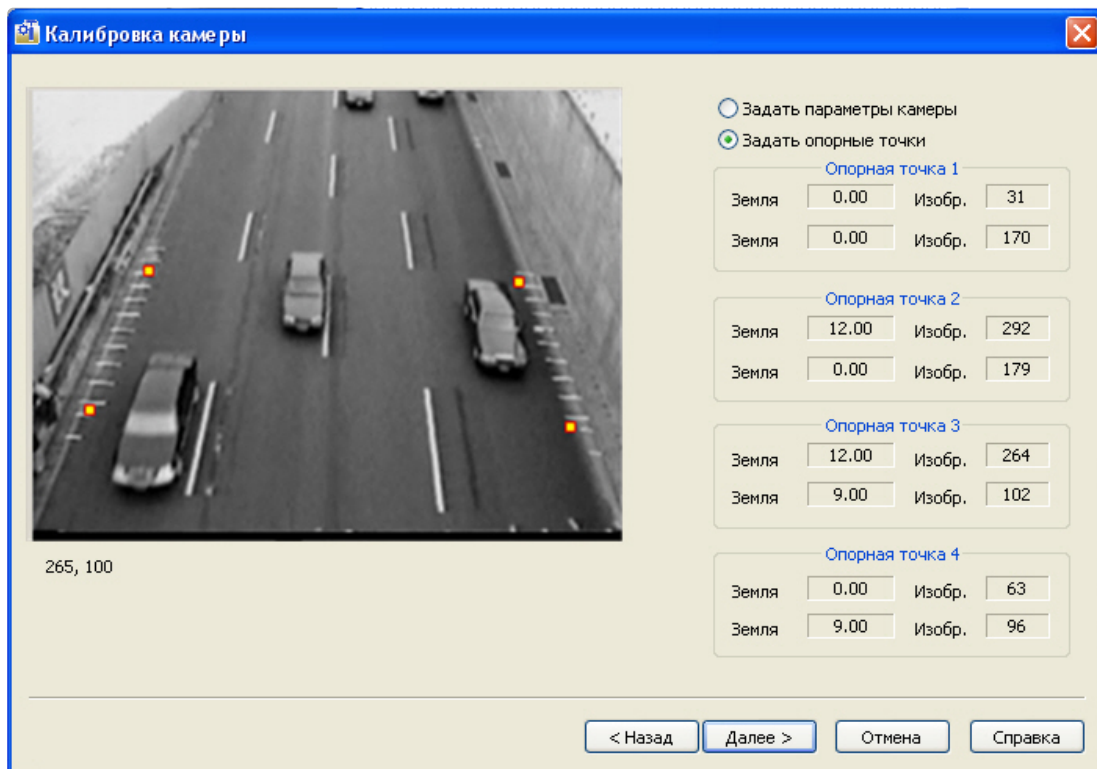 Калибровка камеры
Задать параметры камеры
Задать опорные точки
Опорная точка 1
Земля 0.00 Изобр. 31
Земля 0.00 Изобр. 170
Опорная точка 2
Земля 12.00 Изобр. 292
Земля 0.00 Изобр. 179
Опорная точка 3
Земля 12.00 Изобр. 264
Земля 9.00 Изобр. 102
Опорная точка 4
Земля 0.00 Изобр. 63
Земля 9.00 Изобр. 96
265, 100
< Назад Далее > Отмена Справка